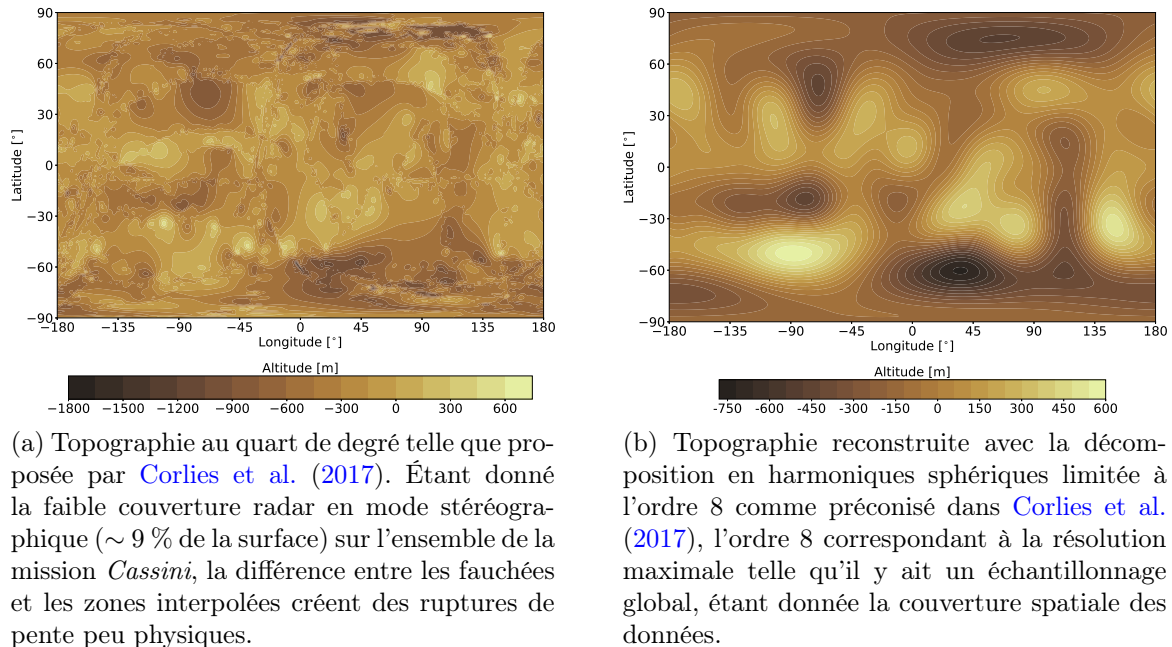 90
60
30
0
−30
−60
−90
Latitude [°]
−180 −135 −90 −45 0 45 90 135 180
Longitude [°]
Altitude [m]
−1800 −1500 −1200 −900 −600 −300 0 300 600
(a) Topographie au quart de degré telle que pro-
posée par Corlies et al. (2017). Étant donné
la faible couverture radar en mode stéréogra-
phique (∼ 9 % de la surface) sur l'ensemble de la
mission Cassini, la différence entre les fauchées
et les zones interpolées créent des ruptures de
pente peu physiques.
90
60
30
0
−30
−60
−90
Latitude [°]
−180 −135 −90 −45 0 45 90 135 180
Longitude [°]
Altitude [m]
-750 -600 -450 -300 -150 0 150 300 450 600
(b) Topographie reconstruite avec la décom-
position en harmoniques sphériques limitée à
l'ordre 8 comme préconisé dans Corlies et al.
(2017), l'ordre 8 correspondant à la résolution
maximale telle qu'il y ait un échantillonnage
global, étant donnée la couverture spatiale des
données.